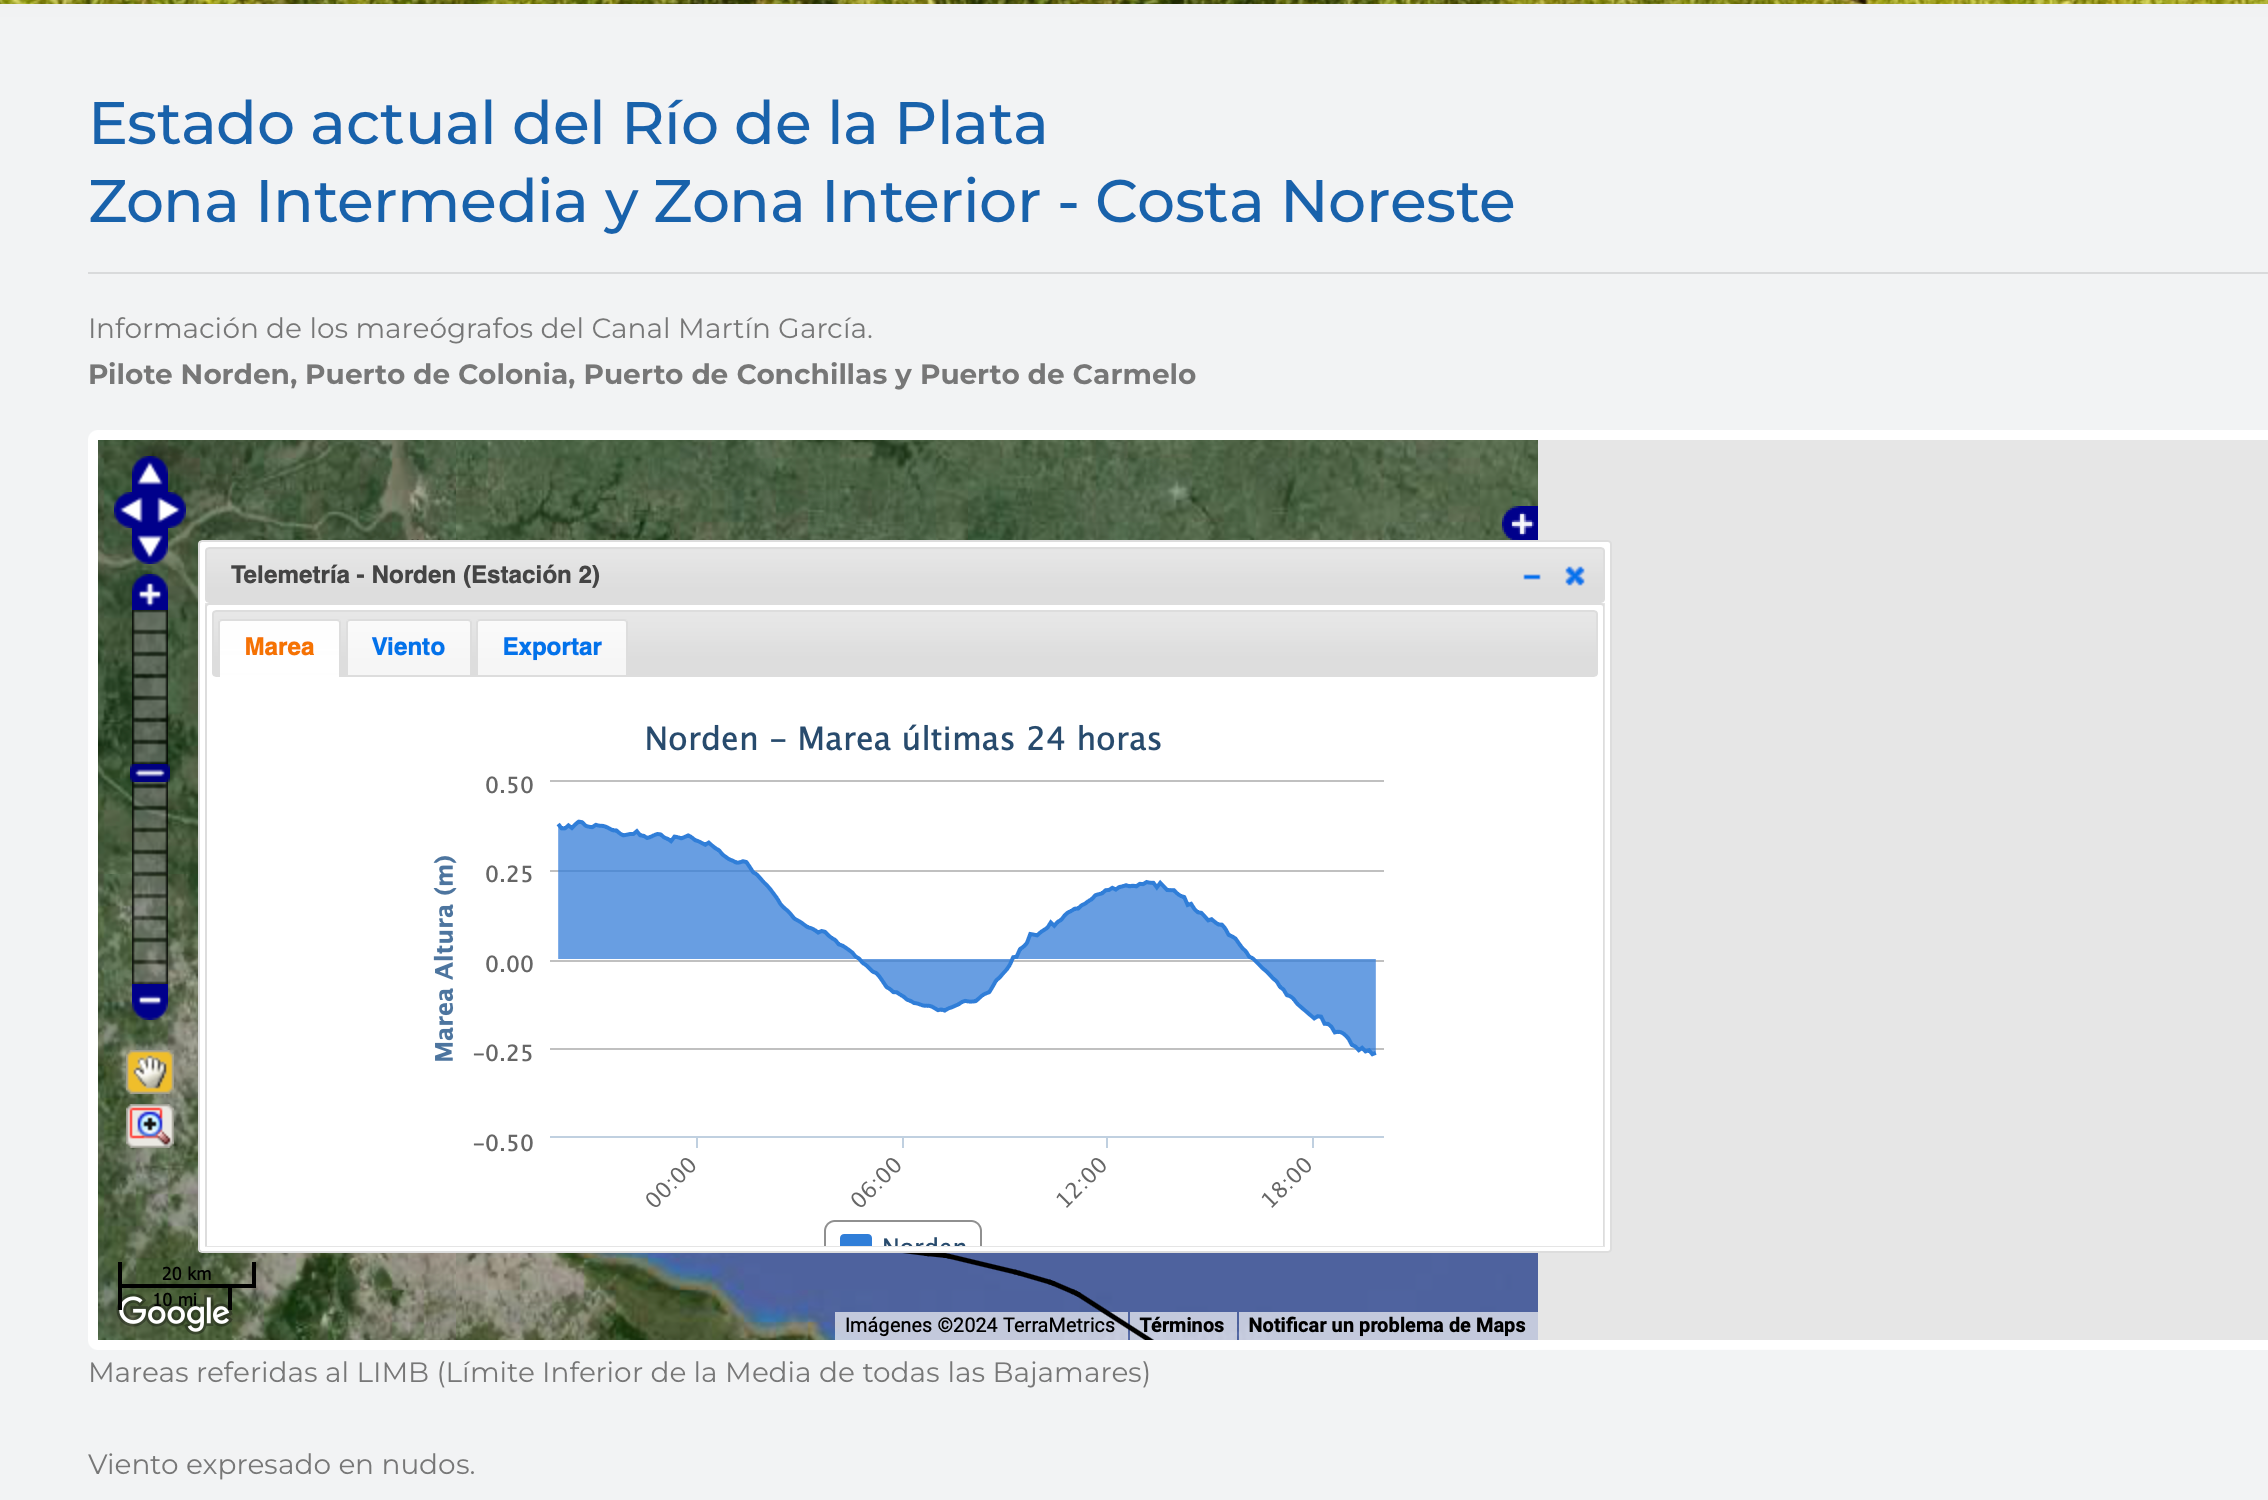 Estado actual del Río de la Plata
Zona Intermedia y Zona Interior - Costa Noreste
Información de los mareógrafos del Canal Martín García.
Pilote Norden, Puerto de Colonia, Puerto de Conchillas y Puerto de Carmelo
Telemetría - Norden (Estación 2)
Marea Viento Exportar
Norden – Marea últimas 24 horas
Marea Altura (m)
0.50
0.25
0.00
–0.25
–0.50
00:00 06:00 12:00 18:00
Norden
20 km
10 mi
Google
Imágenes ©2024 TerraMetrics Términos Notificar un problema de Maps
Mareas referidas al LIMB (Límite Inferior de la Media de todas las Bajamares)
Viento expresado en nudos.